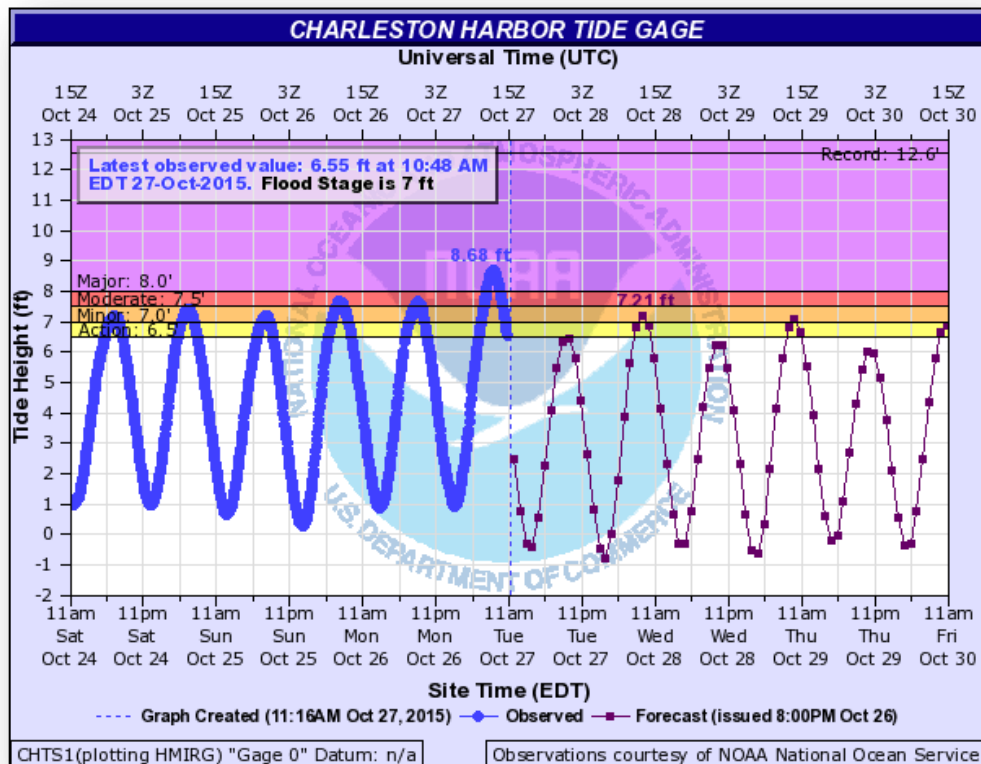 CHARLESTON HARBOR TIDE GAGE
Universal Time (UTC)
15Z 3Z 15Z 3Z 15Z 3Z 15Z 3Z 15Z 3Z 15Z 3Z 15Z
Oct 24 Oct 25 Oct 25 Oct 26 Oct 26 Oct 27 Oct 27 Oct 28 Oct 28 Oct 29 Oct 29 Oct 30 Oct 30
13
12
11
10
9
8
7
6
5
4
3
2
1
0
-1
-2
Tide Height (ft)
Latest observed value: 6.55 ft at 10:48 AM
EDT 27-Oct-2015. Flood Stage is 7 ft
Record: 12.6'
8.68 ft
Major: 8.0'
Moderate: 7.5'
7.21 ft
Minor: 7.0'
Action: 6.5'
NATIONAL OCEANIC AND ATMOSPHERIC ADMINISTRATION
NOAA
U.S. DEPARTMENT OF COMMERCE
11am 11pm 11am 11pm 11am 11pm 11am 11pm 11am 11pm 11am 11pm 11am
Sat Sat Sun Sun Mon Mon Tue Tue Wed Wed Thu Thu Fri
Oct 24 Oct 24 Oct 25 Oct 25 Oct 26 Oct 26 Oct 27 Oct 27 Oct 28 Oct 28 Oct 29 Oct 29 Oct 30
Site Time (EDT)
Graph Created (11:16AM Oct 27, 2015) Observed Forecast (issued 8:00PM Oct 26)
CHTS1(plotting HMIRG) "Gage 0" Datum: n/a
Observations courtesy of NOAA National Ocean Service